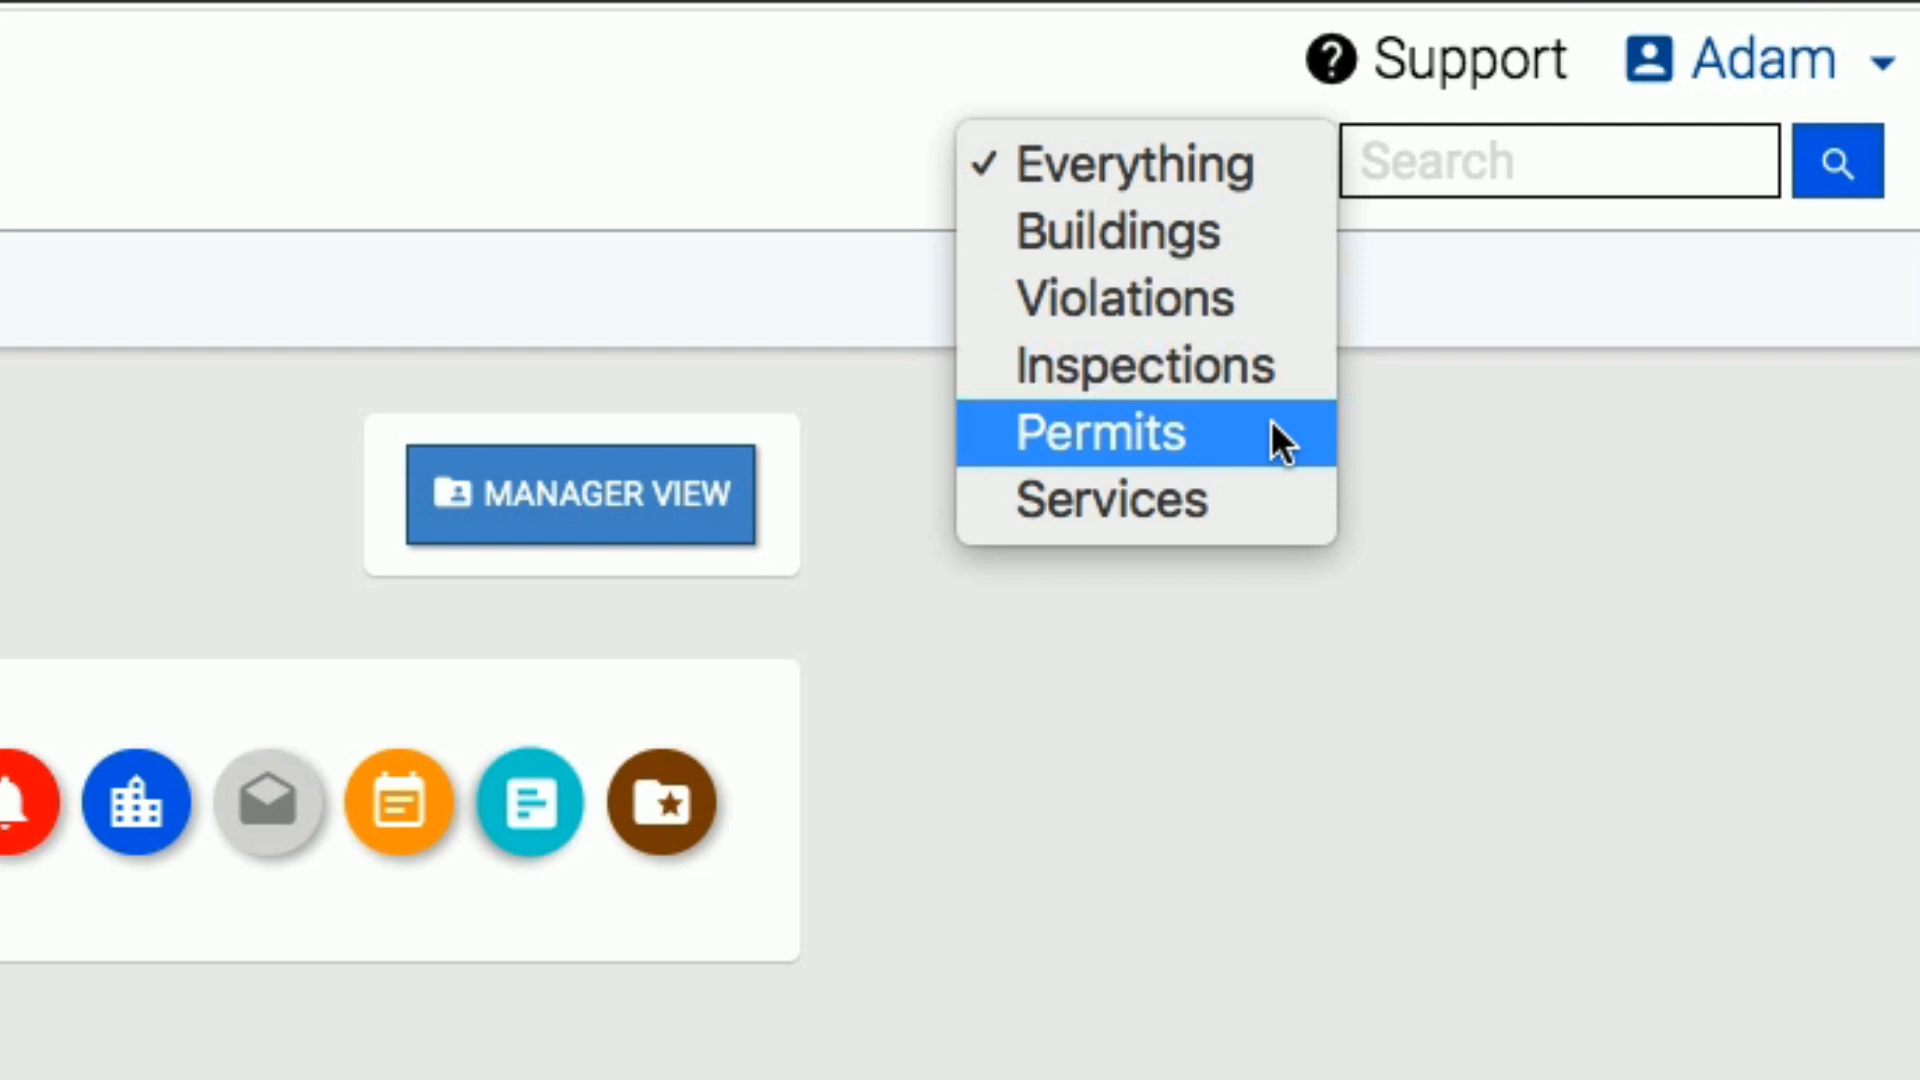 Support
Adam
Everything
Search
Buildings
Violations
Inspections
Permits
Services
MANAGER VIEW